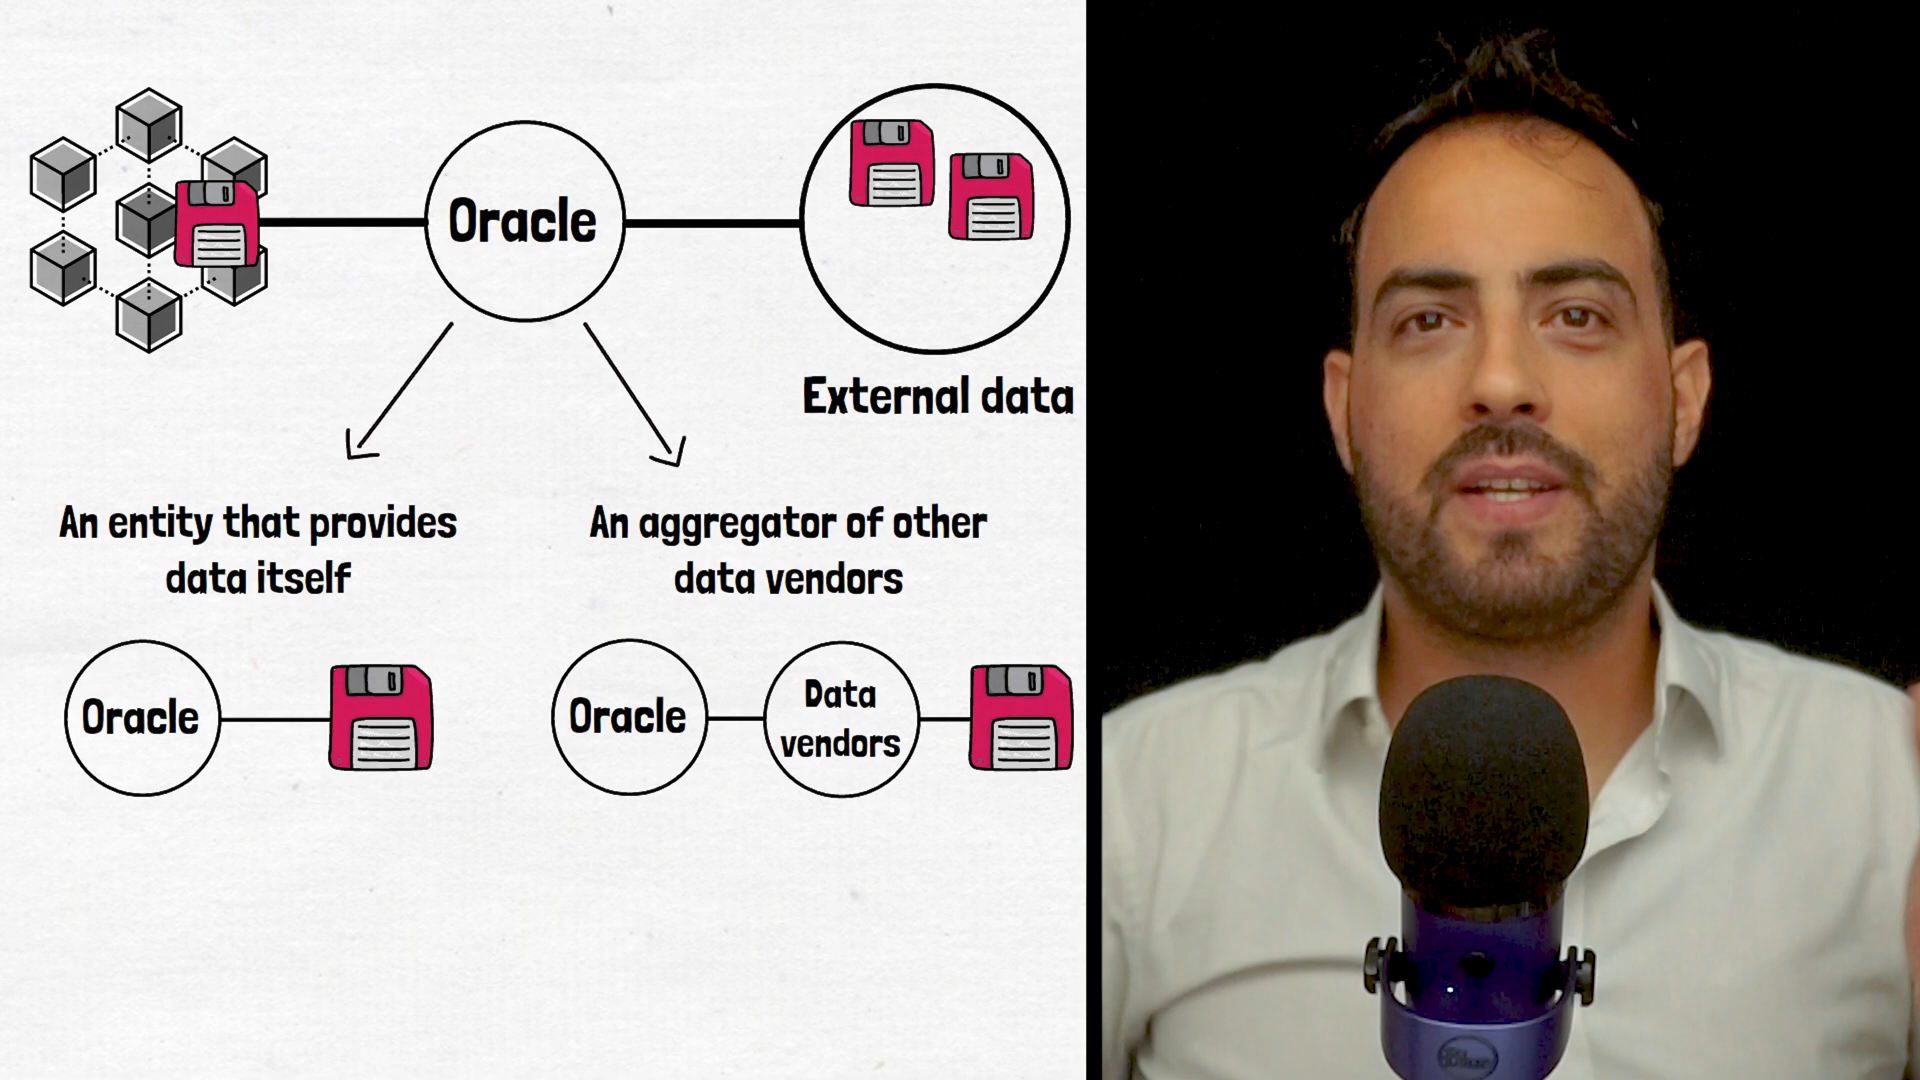 Oracle
External data
An entity that provides
data itself
An aggregator of other
data vendors
Oracle
Oracle
Data
vendors